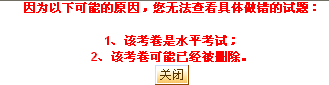 因为以下可能的原因，您无法查看具体做错的试题：
1、该考卷是水平考试；
2、该考卷可能已经被删除。
关闭